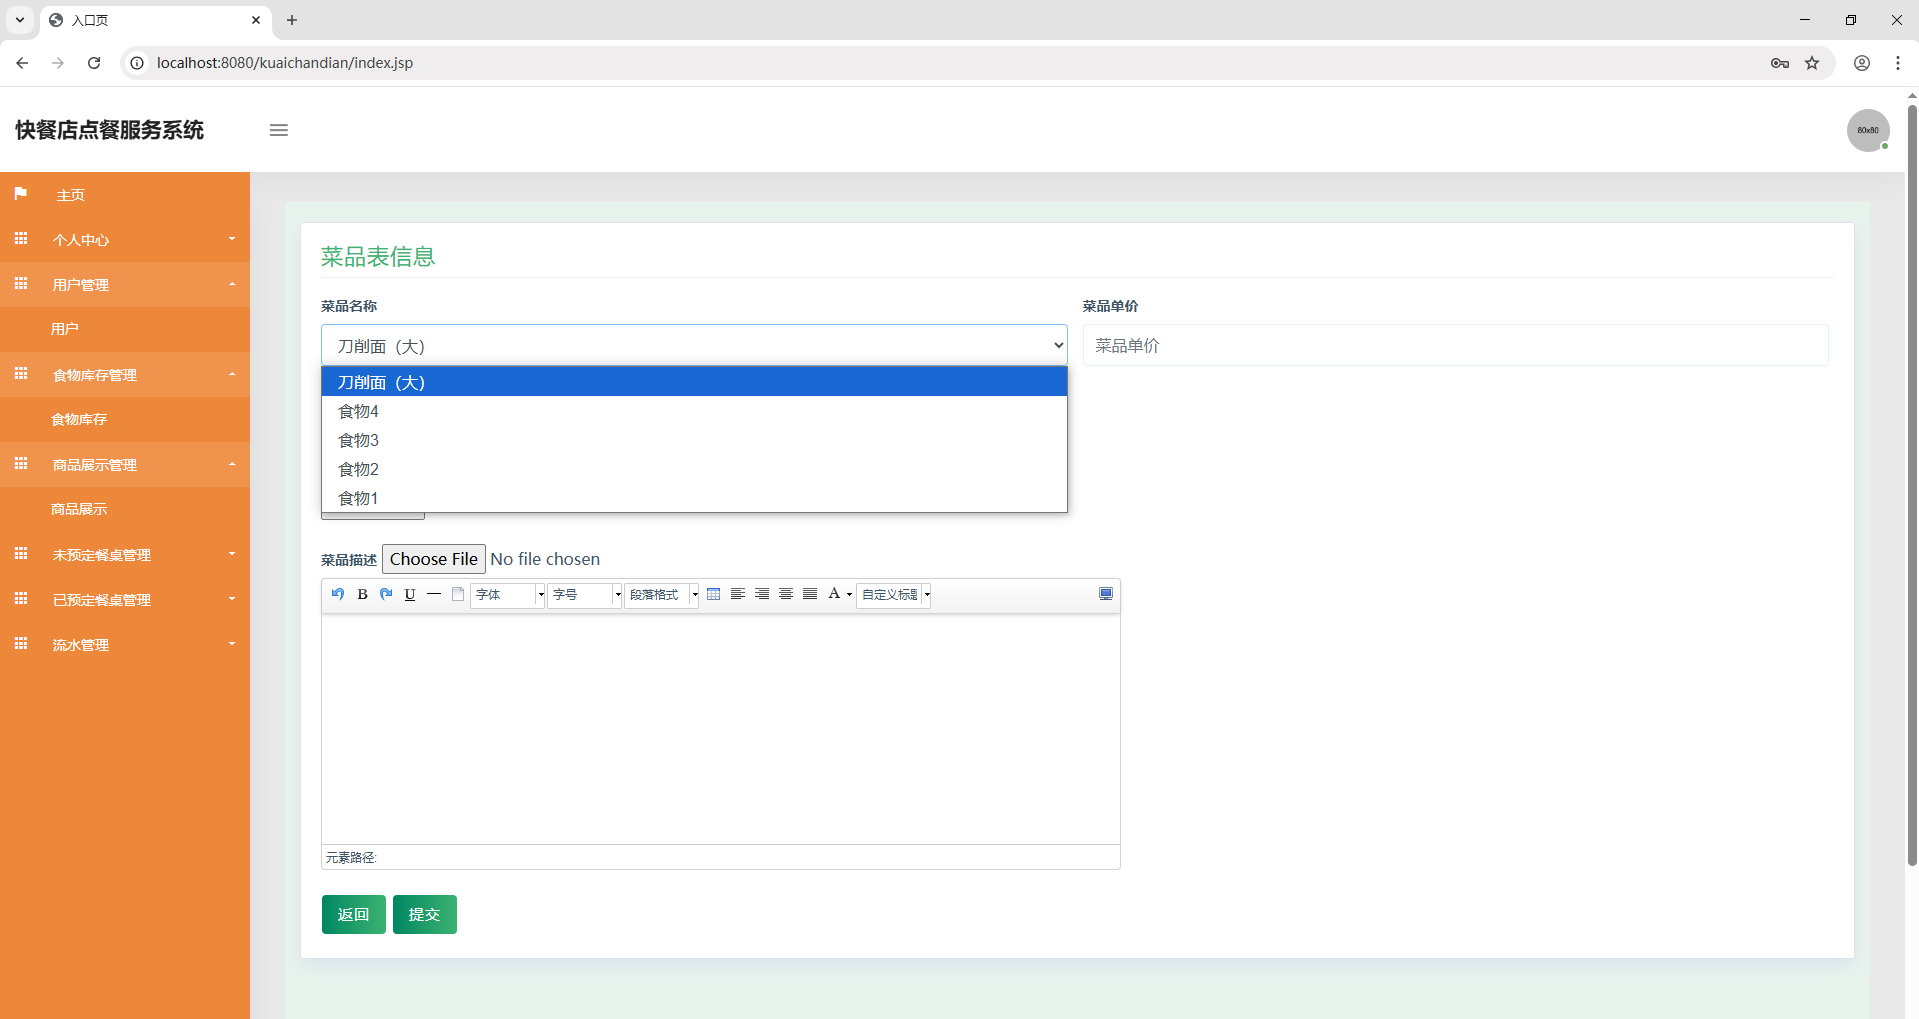 入口页
localhost:8080/kuaichandian/index.jsp
快餐店点餐服务系统
80x80
主页
个人中心
用户管理
用户
食物库存管理
食物库存
商品展示管理
商品展示
未预定餐桌管理
已预定餐桌管理
流水管理
菜品表信息
菜品名称
菜品单价
刀削面（大）
菜品单价
刀削面（大）
食物4
食物3
食物2
食物1
菜品描述 Choose File No file chosen
B U 字体 字号 段落格式 A 自定义标题
元素路径:
返回 提交